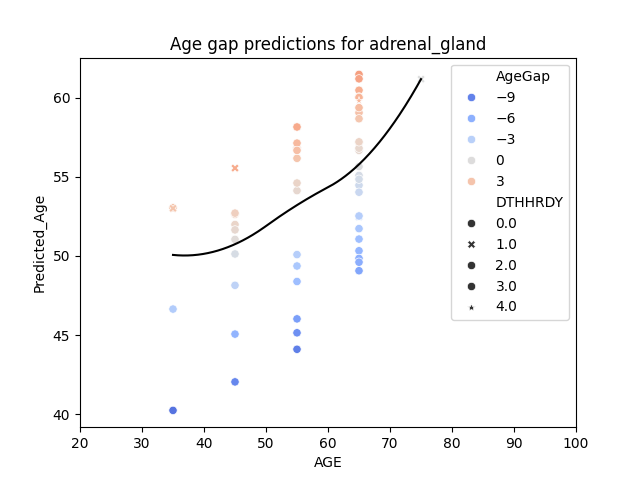 Age gap predictions for adrenal_gland
Predicted_Age
60
55
50
45
40
20 30 40 50 60 70 80 90 100
AGE
AgeGap
−9
−6
−3
0
3
DTHHRDY
0.0
1.0
2.0
3.0
4.0